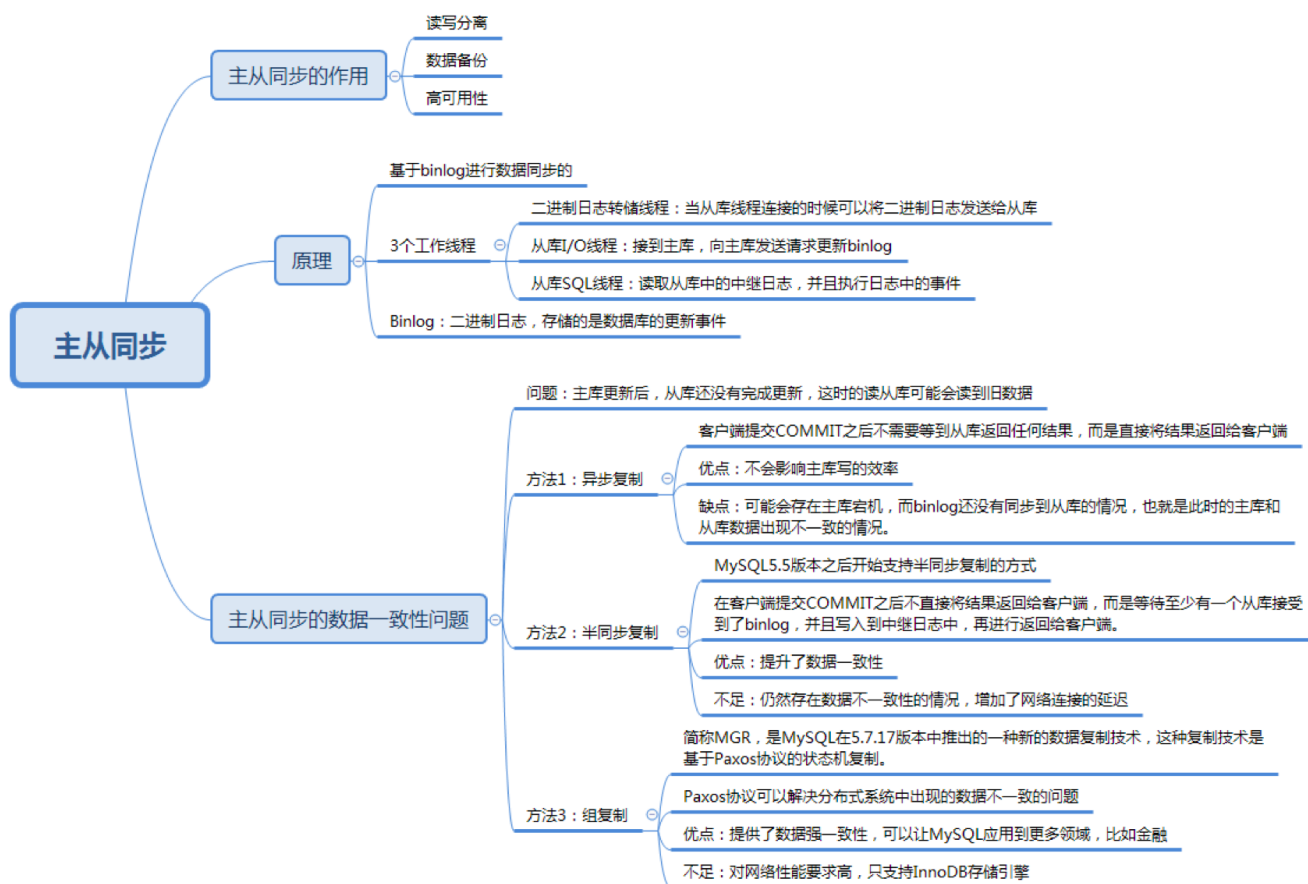 主从同步
主从同步的作用
读写分离
数据备份
高可用性
原理
基于binlog进行数据同步的
3个工作线程
二进制日志转储线程：当从库线程连接的时候可以将二进制日志发送给从库
从库I/O线程：接到主库，向主库发送请求更新binlog
从库SQL线程：读取从库中的中继日志，并且执行日志中的事件
Binlog：二进制日志，存储的是数据库的更新事件
主从同步的数据一致性问题
问题：主库更新后，从库还没有完成更新，这时的读从库可能会读到旧数据
方法1：异步复制
客户端提交COMMIT之后不需要等到从库返回任何结果，而是直接将结果返回给客户端
优点：不会影响主库写的效率
缺点：可能会存在主库宕机，而binlog还没有同步到从库的情况，也就是此时的主库和
从库数据出现不一致的情况。
方法2：半同步复制
MySQL5.5版本之后开始支持半同步复制的方式
在客户端提交COMMIT之后不直接将结果返回给客户端，而是等待至少有一个从库接受
到了binlog，并且写入到中继日志中，再进行返回给客户端。
优点：提升了数据一致性
不足：仍然存在数据不一致性的情况，增加了网络连接的延迟
方法3：组复制
简称MGR，是MySQL在5.7.17版本中推出的一种新的数据复制技术，这种复制技术是
基于Paxos协议的状态机复制。
Paxos协议可以解决分布式系统中出现的数据不一致的问题
优点：提供了数据强一致性，可以让MySQL应用到更多领域，比如金融
不足：对网络性能要求高，只支持InnoDB存储引擎